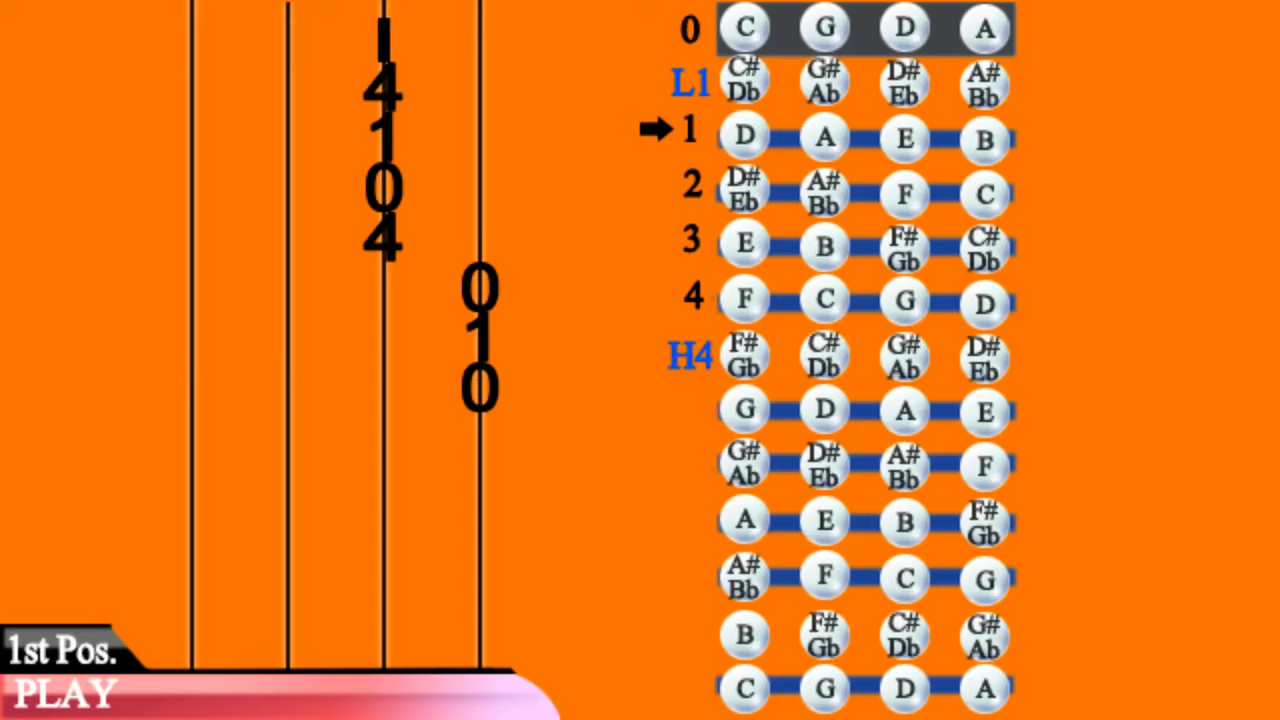 1
4
1
0
4
0
1
0
0 C G D A
L1 C# Db G# Ab D# Eb A# Bb
1 D A E B
2 D# Eb A# Bb F C
3 E B F# Gb C# Db
4 F C G D
H4 F# Gb C# Db G# Ab D# Eb
G D A E
G# Ab D# Eb A# Bb F
A E B F# Gb
A# Bb F C G
B F# Gb C# Db G# Ab
C G D A
1st Pos.
PLAY